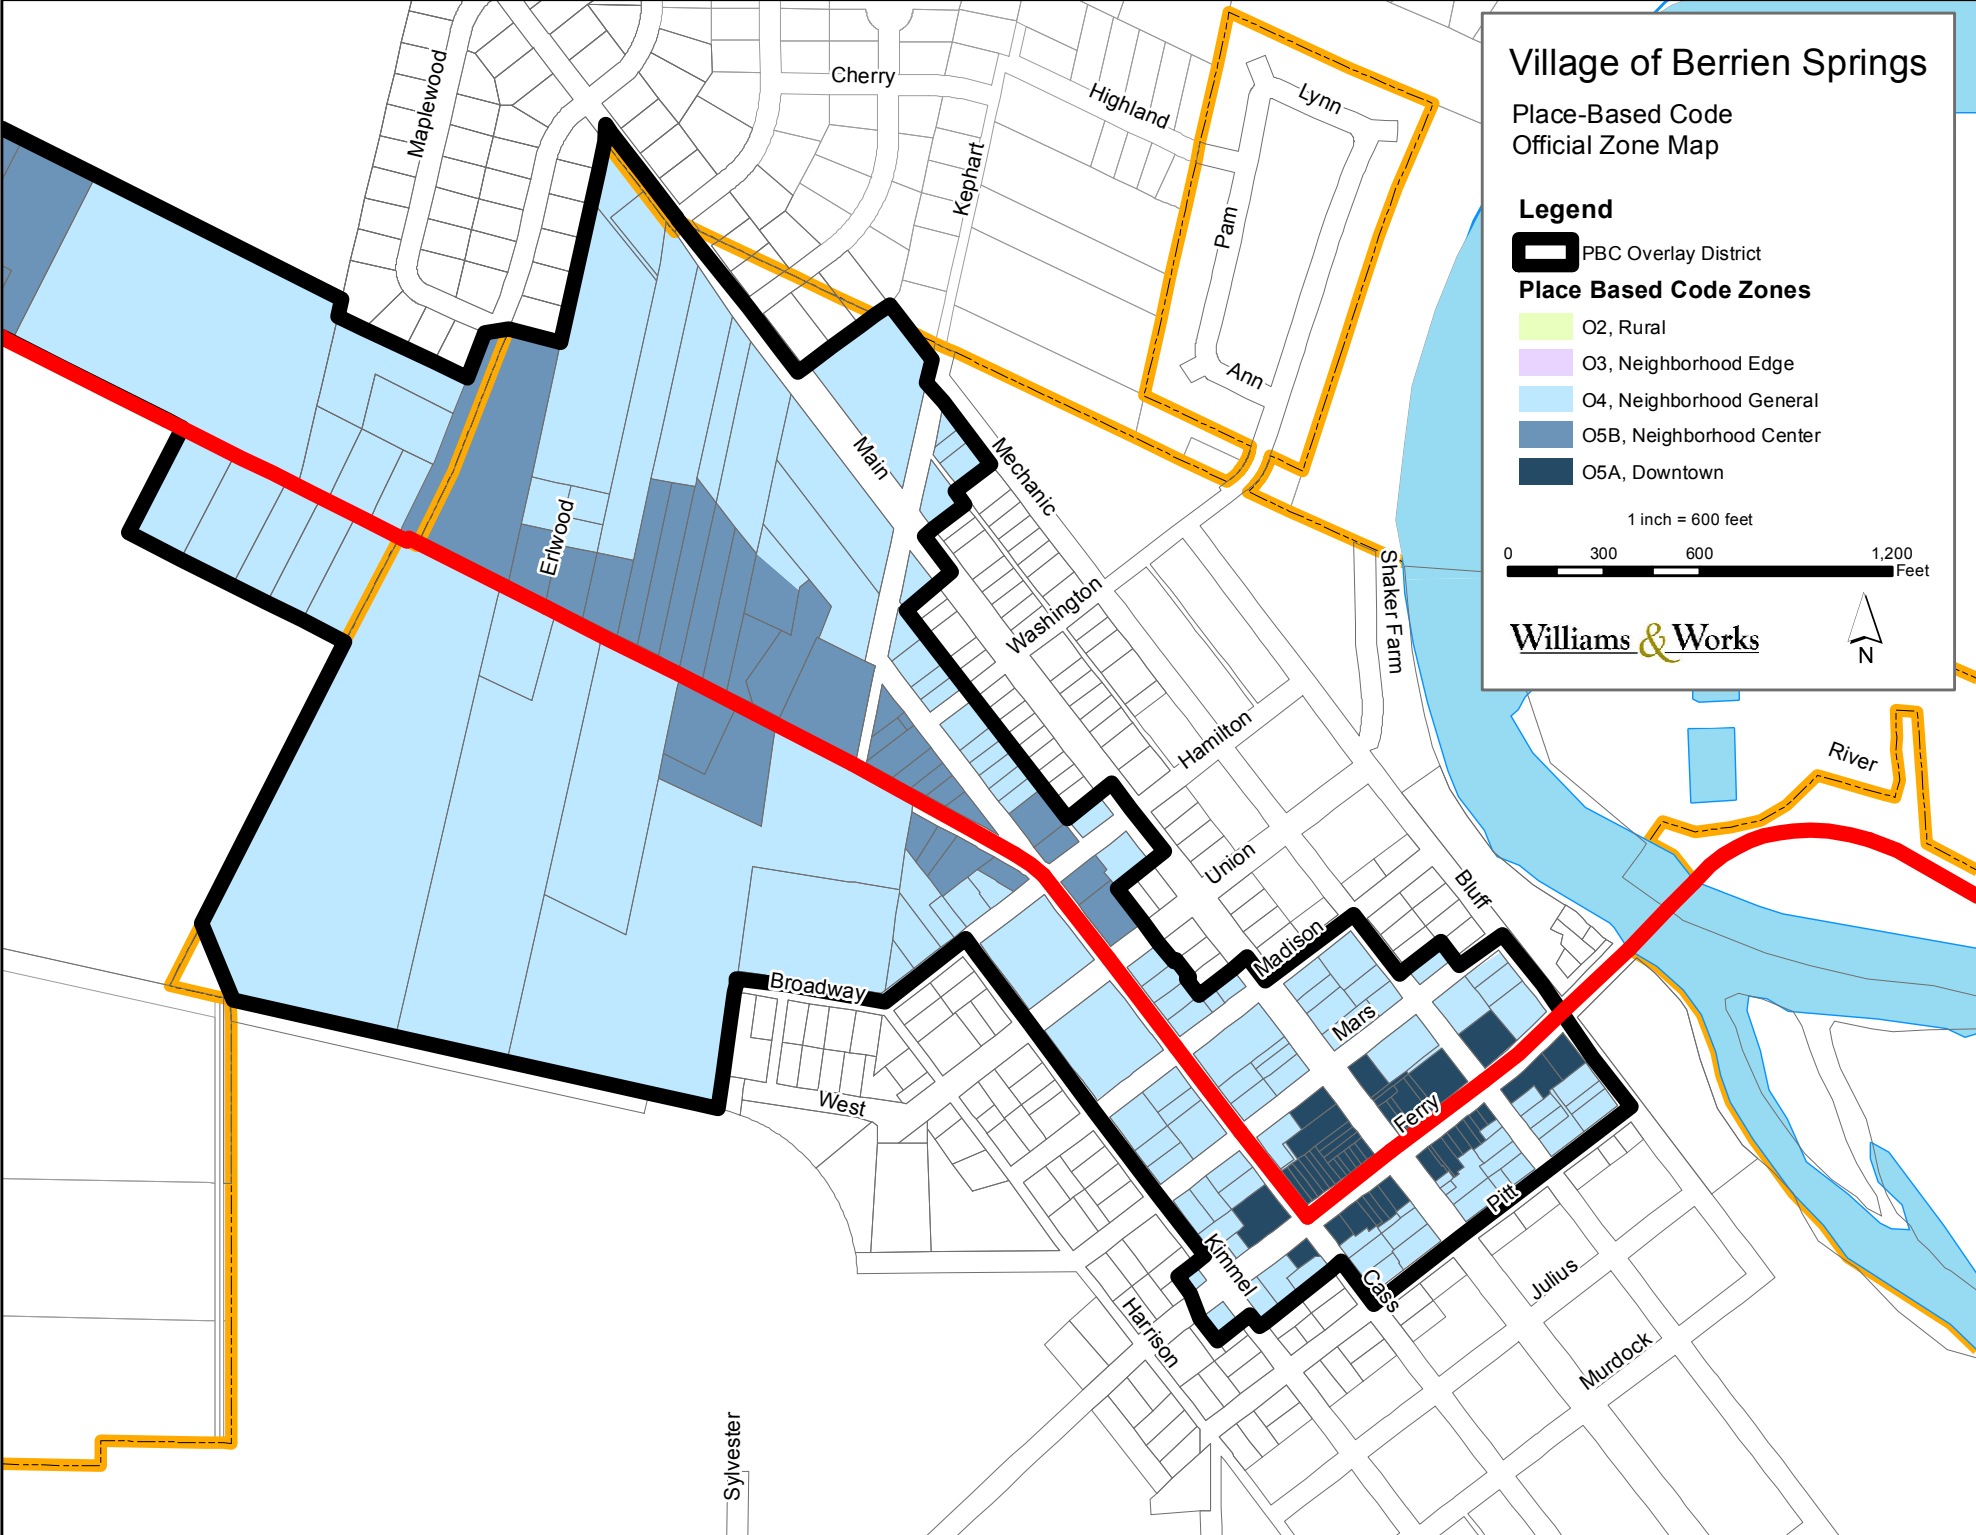 Village of Berrien Springs
Place-Based Code
Official Zone Map
Legend
PBC Overlay District
Place Based Code Zones
O2, Rural
O3, Neighborhood Edge
O4, Neighborhood General
O5B, Neighborhood Center
O5A, Downtown
1 inch = 600 feet
0 300 600 1,200
Feet
Williams & Works
N
Maplewood
Cherry
Highland
Lynn
Kephart
Pam
Ann
Main
Mechanic
Erlwood
Washington
Shaker Farm
Hamilton
River
Union
Bluff
Madison
Broadway
Mars
West
Ferry
Pitt
Kimmel
Cass
Julius
Harrison
Murdock
Sylvester